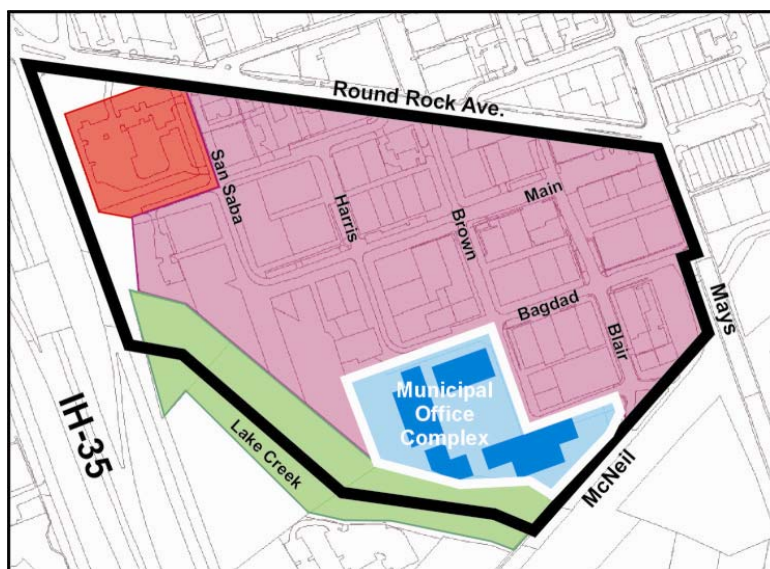 Round Rock Ave.
San Saba
Harris
Main
Brown
Mays
Bagdad
Blair
Municipal
Office
Complex
Lake Creek
IH-35
McNeil